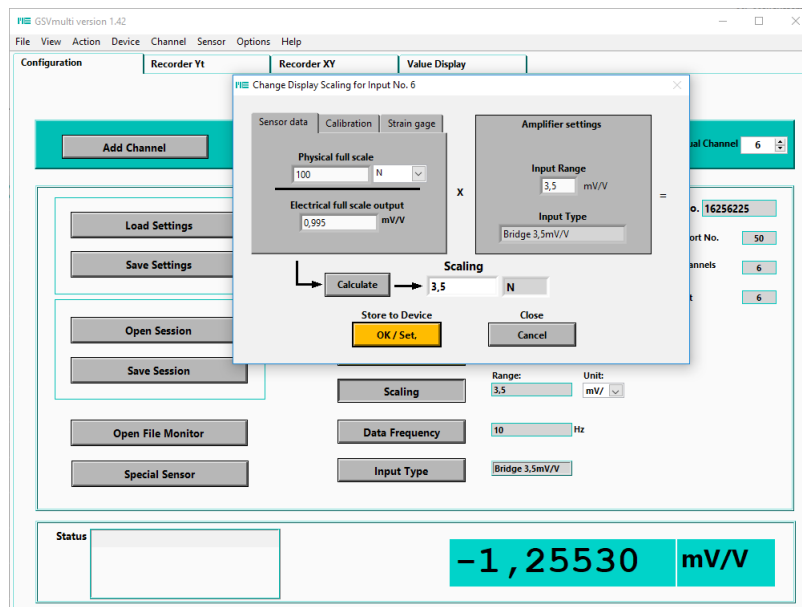 ME GSVmulti version 1.42
File View Action Device Channel Sensor Options Help
Configuration Recorder Yt Recorder XY Value Display
ME Change Display Scaling for Input No. 6
Sensor data Calibration Strain gage
Physical full scale
100 N
Electrical full scale output
0,995 mV/V
X
Amplifier settings
Input Range
3,5 mV/V
Input Type
Bridge 3,5mV/V
=
Calculate
Scaling
3,5 N
Store to Device
OK / Set.
Close
Cancel
Add Channel
ual Channel 6
Load Settings
Save Settings
Open Session
Save Session
Open File Monitor
Special Sensor
o. 16256225
ort No. 50
annels 6
t 6
Scaling
Range:
3,5
Unit:
mV/
Data Frequency
10 Hz
Input Type
Bridge 3,5mV/V
Status
-1,25530 mV/V